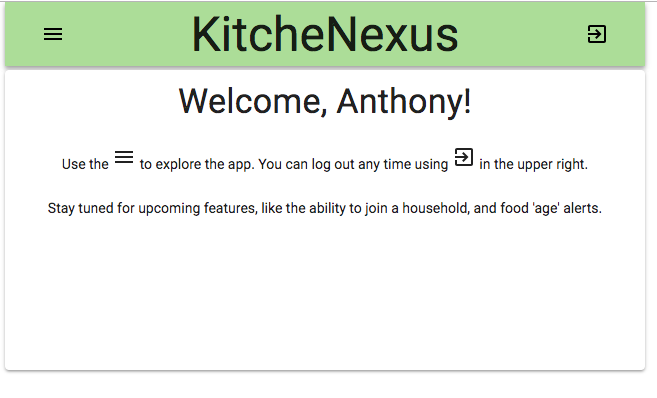 KitcheNexus
Welcome, Anthony!
Use the to explore the app. You can log out any time using in the upper right.
Stay tuned for upcoming features, like the ability to join a household, and food 'age' alerts.